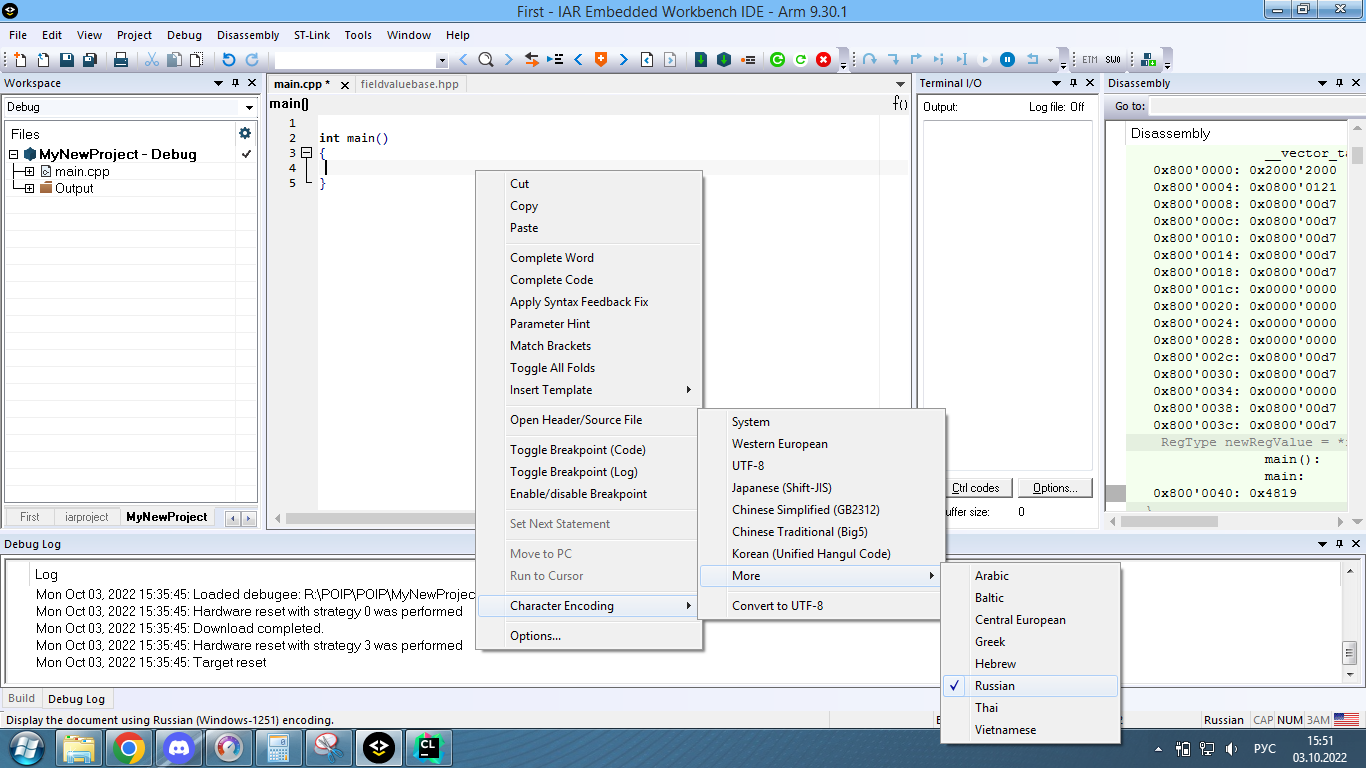 First - IAR Embedded Workbench IDE - Arm 9.30.1
File Edit View Project Debug Disassembly ST-Link Tools Window Help
ETM SWO
Workspace
Debug
Files
MyNewProject - Debug
main.cpp
Output
First iarproject MyNewProject
main.cpp * fieldvaluebase.hpp
main()
f()
1
2 int main()
3 {
4
5 }
Cut
Copy
Paste
Complete Word
Complete Code
Apply Syntax Feedback Fix
Parameter Hint
Match Brackets
Toggle All Folds
Insert Template
Open Header/Source File
Toggle Breakpoint (Code)
Toggle Breakpoint (Log)
Enable/disable Breakpoint
Set Next Statement
Move to PC
Run to Cursor
Character Encoding
Options...
System
Western European
UTF-8
Japanese (Shift-JIS)
Chinese Simplified (GB2312)
Chinese Traditional (Big5)
Korean (Unified Hangul Code)
More
Convert to UTF-8
Arabic
Baltic
Central European
Greek
Hebrew
Russian
Thai
Vietnamese
Terminal I/O
Output: Log file: Off
Ctrl codes Options...
uffer size: 0
Disassembly
Go to:
Disassembly
__vector_ta
0x800'0000: 0x2000'2000
0x800'0004: 0x0800'0121
0x800'0008: 0x0800'00d7
0x800'000c: 0x0800'00d7
0x800'0010: 0x0800'00d7
0x800'0014: 0x0800'00d7
0x800'0018: 0x0800'00d7
0x800'001c: 0x0000'0000
0x800'0020: 0x0000'0000
0x800'0024: 0x0000'0000
0x800'0028: 0x0000'0000
0x800'002c: 0x0800'00d7
0x800'0030: 0x0800'00d7
0x800'0034: 0x0000'0000
0x800'0038: 0x0800'00d7
0x800'003c: 0x0800'00d7
RegType newRegValue = *
main():
main:
0x800'0040: 0x4819
Debug Log
Log
Mon Oct 03, 2022 15:35:45: Loaded debugee: R:\POIP\POIP\MyNewProjec
Mon Oct 03, 2022 15:35:45: Hardware reset with strategy 0 was performed
Mon Oct 03, 2022 15:35:45: Download completed.
Mon Oct 03, 2022 15:35:45: Hardware reset with strategy 3 was performed
Mon Oct 03, 2022 15:35:45: Target reset
Build Debug Log
Display the document using Russian (Windows-1251) encoding.
Russian CAP NUM 3AM
CL
РУС
15:51
03.10.2022